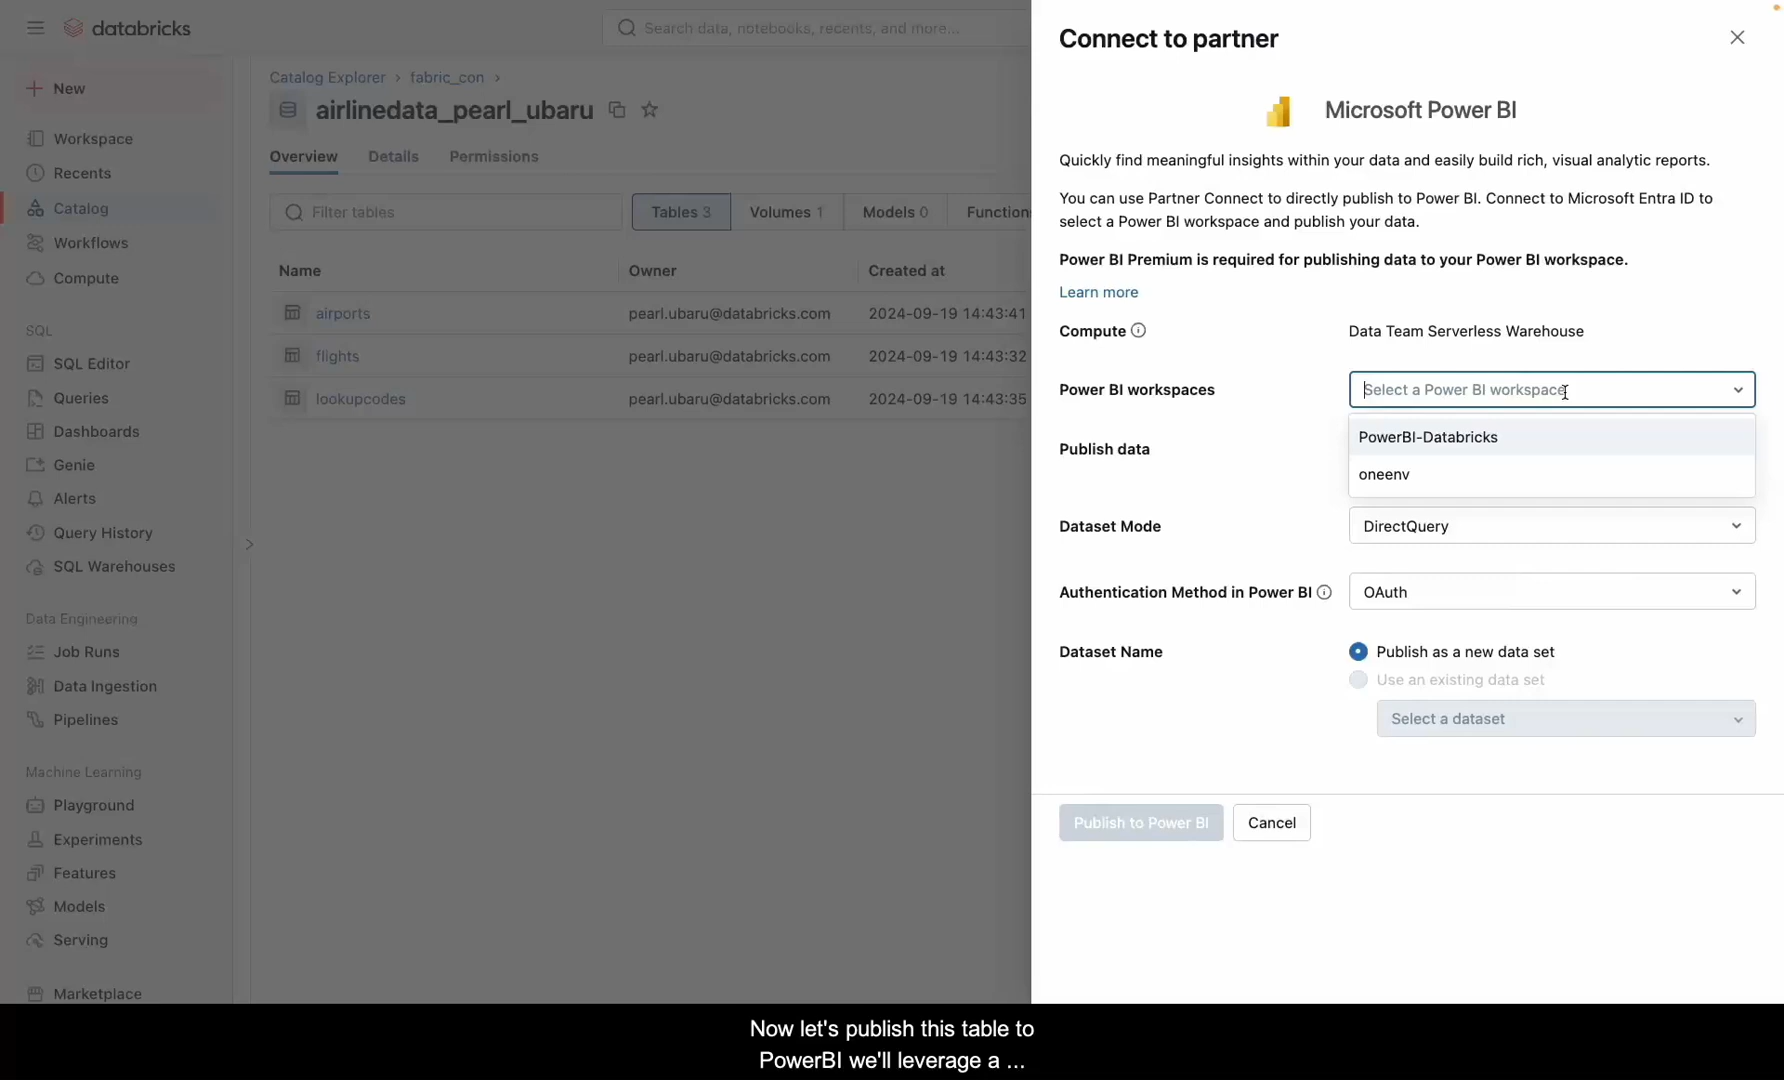 databricks
Search data, notebooks, recents, and more...
New
Workspace
Recents
Catalog
Workflows
Compute
SQL
SQL Editor
Queries
Dashboards
Genie
Alerts
Query History
SQL Warehouses
Data Engineering
Job Runs
Data Ingestion
Pipelines
Machine Learning
Playground
Experiments
Features
Models
Serving
Marketplace
Catalog Explorer › fabric_con ›
airlinedata_pearl_ubaru
Overview Details Permissions
Filter tables Tables 3 Volumes 1 Models 0 Function
Name Owner Created at
airports pearl.ubaru@databricks.com 2024-09-19 14:43:41
flights pearl.ubaru@databricks.com 2024-09-19 14:43:32
lookupcodes pearl.ubaru@databricks.com 2024-09-19 14:43:35
Connect to partner
Microsoft Power BI
Quickly find meaningful insights within your data and easily build rich, visual analytic reports.
You can use Partner Connect to directly publish to Power BI. Connect to Microsoft Entra ID to
select a Power BI workspace and publish your data.
Power BI Premium is required for publishing data to your Power BI workspace.
Learn more
Compute Data Team Serverless Warehouse
Power BI workspaces Select a Power BI workspace
PowerBI-Databricks
Publish data
oneenv
Dataset Mode DirectQuery
Authentication Method in Power BI OAuth
Dataset Name Publish as a new data set
Use an existing data set
Select a dataset
Publish to Power BI Cancel
Now let's publish this table to
PowerBI we'll leverage a ...